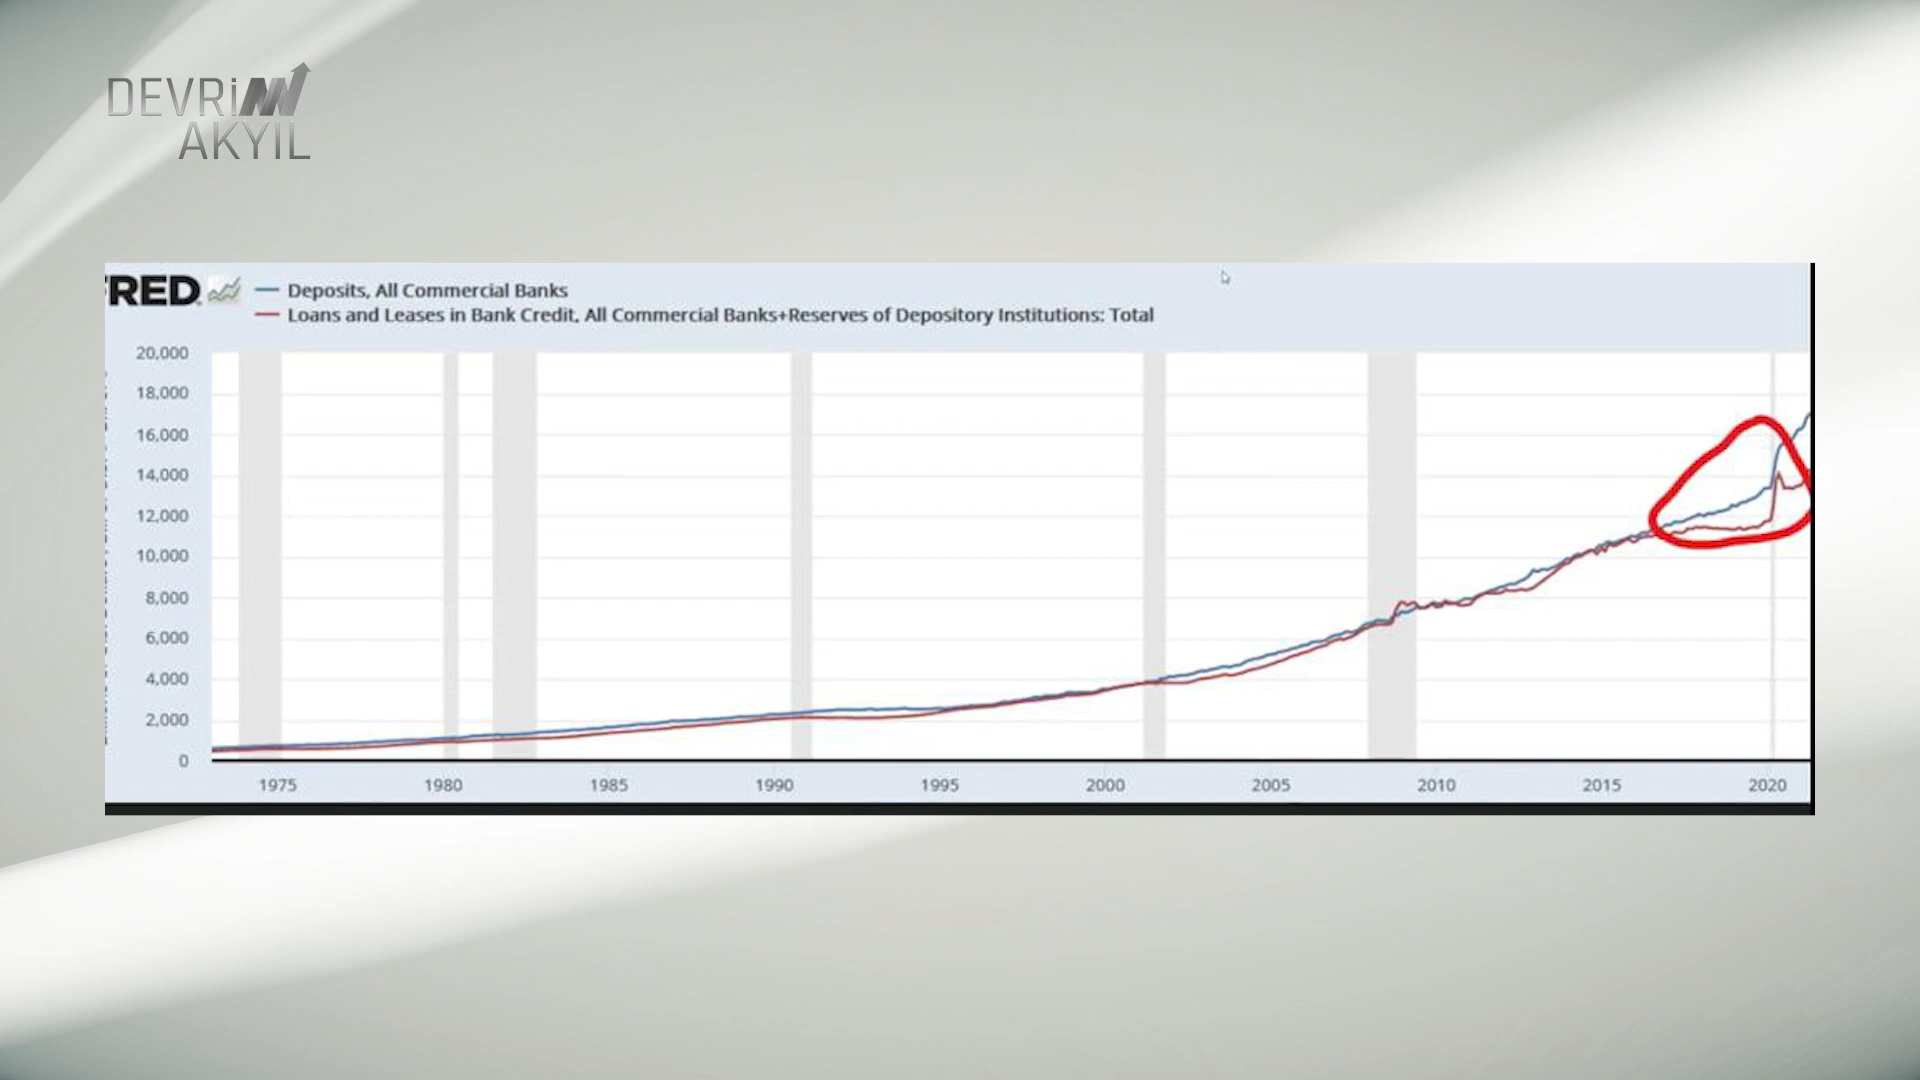 DEVRiM
AKYIL
FRED
Deposits, All Commercial Banks
Loans and Leases in Bank Credit, All Commercial Banks+Reserves of Depository Institutions: Total
20,000
18,000
16,000
14,000
12,000
10,000
8,000
6,000
4,000
2,000
0
1975 1980 1985 1990 1995 2000 2005 2010 2015 2020